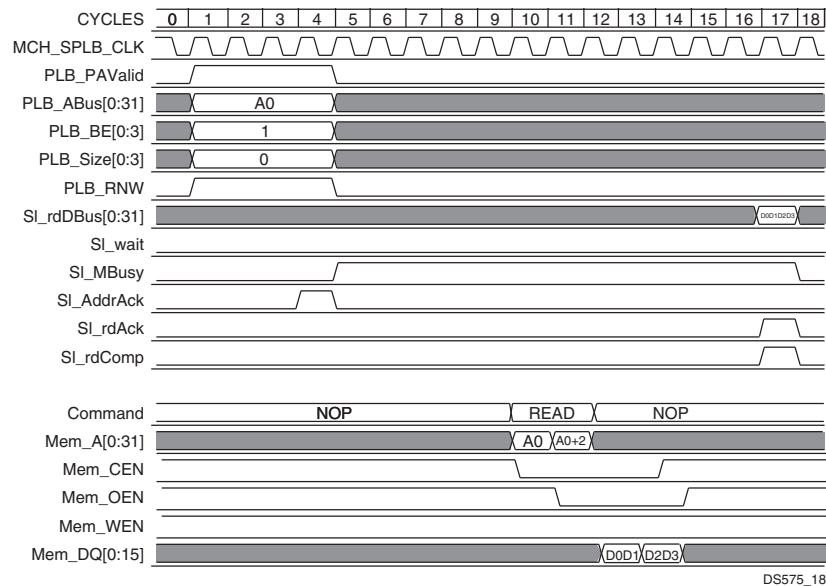 CYCLES 0 1 2 3 4 5 6 7 8 9 10 11 12 13 14 15 16 17 18
MCH_SPLB_CLK
PLB_PAValid
PLB_ABus[0:31] A0
PLB_BE[0:3] 1
PLB_Size[0:3] 0
PLB_RNW
Sl_rdDBus[0:31] D0D1D2D3
Sl_wait
Sl_MBusy
Sl_AddrAck
Sl_rdAck
Sl_rdComp
Command NOP READ NOP
Mem_A[0:31] A0 A0+2
Mem_CEN
Mem_OEN
Mem_WEN
Mem_DQ[0:15] D0D1 D2D3
DS575_18